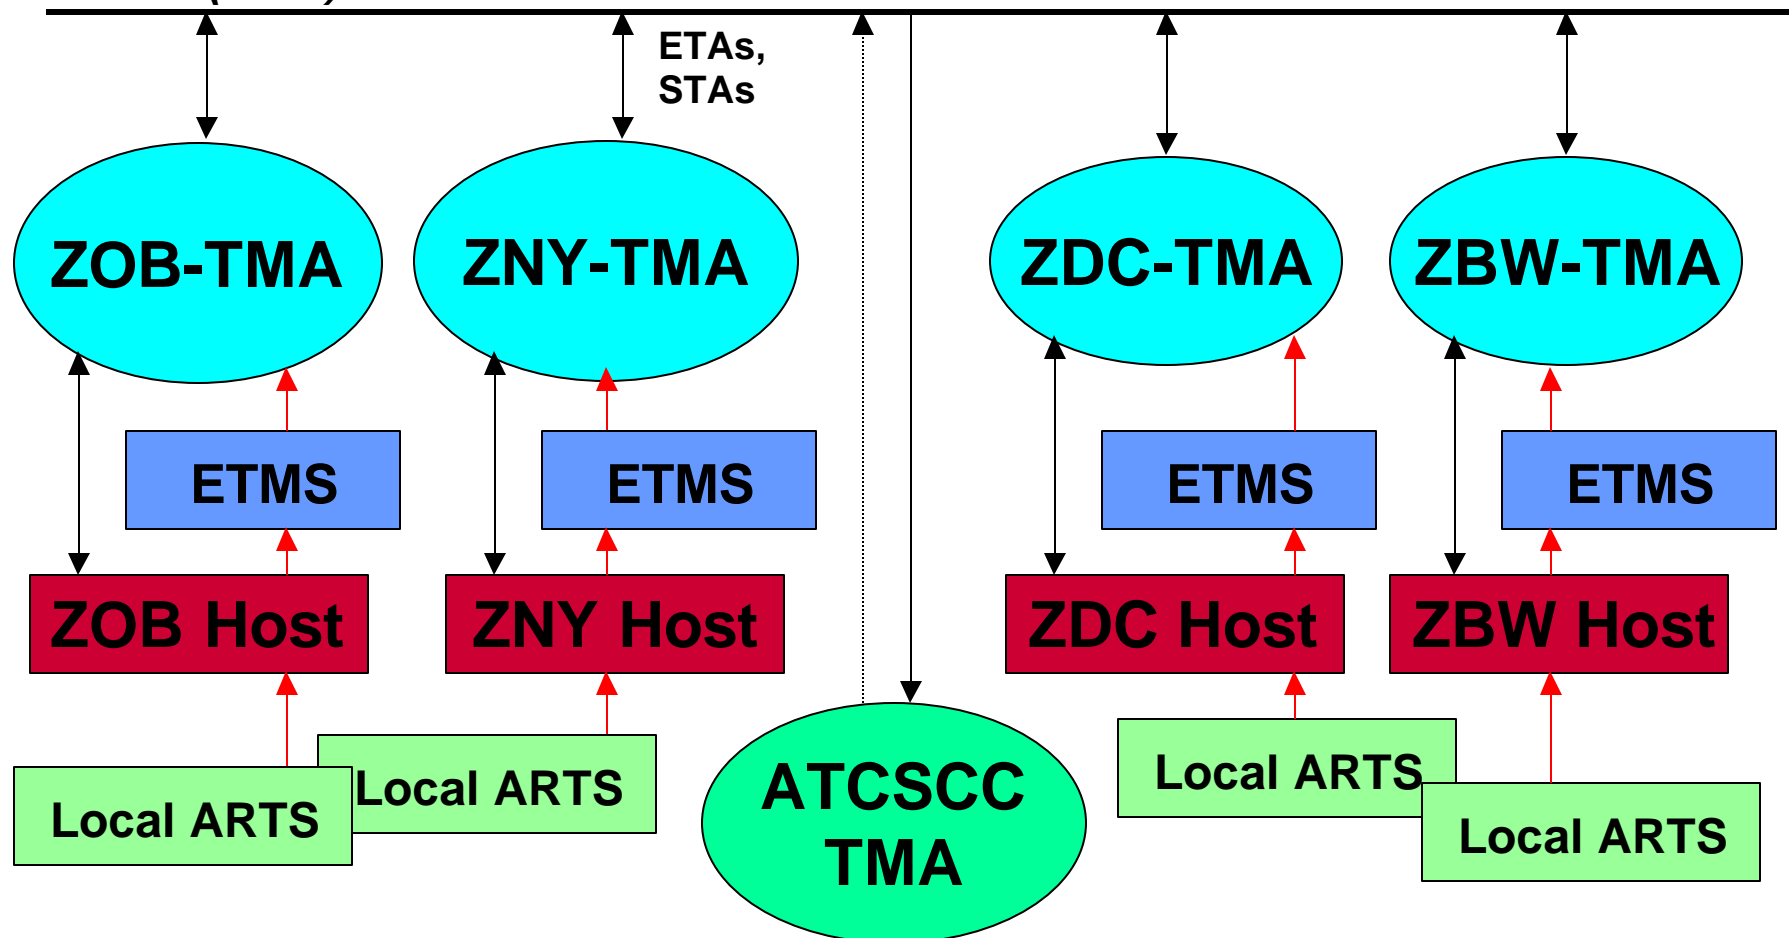 ETAs,
STAs
ZOB-TMA
ZNY-TMA
ZDC-TMA
ZBW-TMA
ETMS
ETMS
ETMS
ETMS
ZOB Host
ZNY Host
ZDC Host
ZBW Host
Local ARTS
Local ARTS
ATCSCC
TMA
Local ARTS
Local ARTS